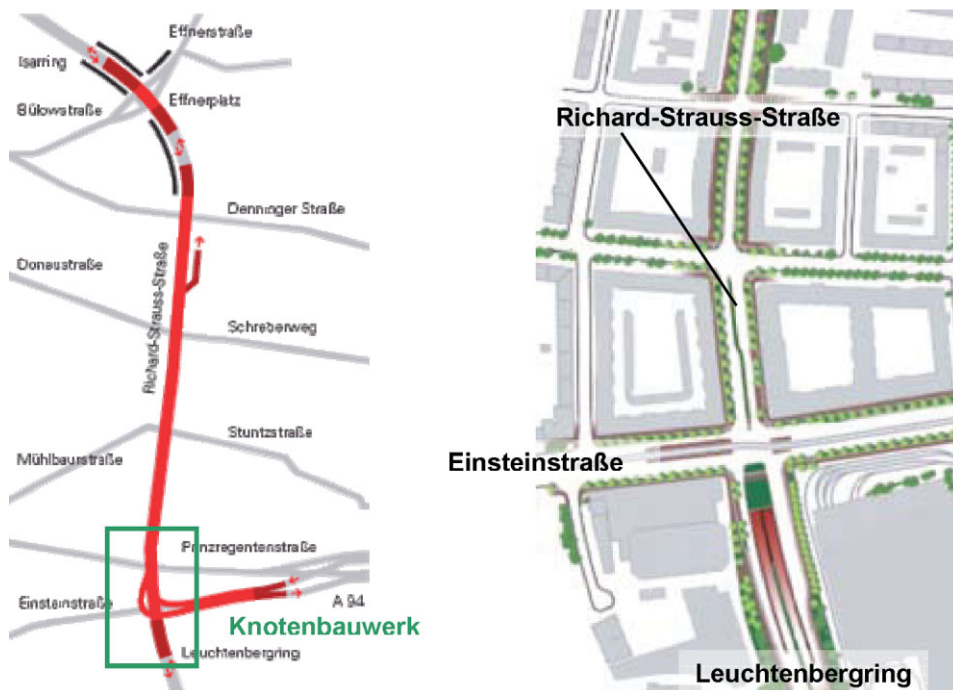 Effnerstraße
Isarring
Effnerplatz
Bülowstraße
Denninger Straße
Donaustraße
Richard-Strauss-Straße
Schreberweg
Stuntzstraße
Mühlbaurstraße
Prinzregentenstraße
Einsteinstraße
A 94
Knotenbauwerk
Leuchtenbergring
Richard-Strauss-Straße
Einsteinstraße
Leuchtenbergring